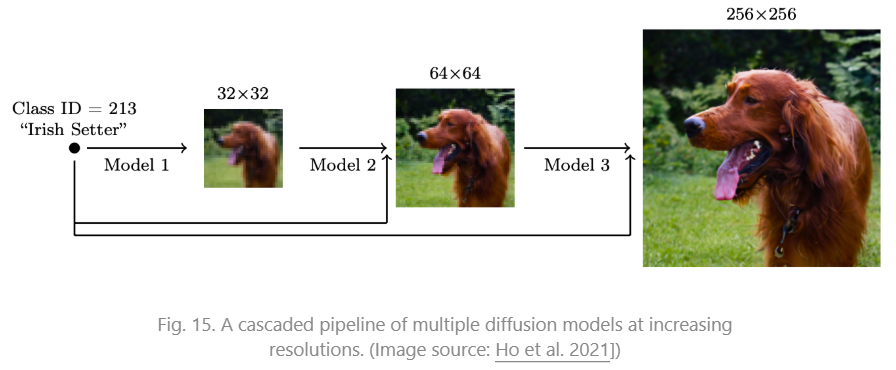 256×256
64×64
32×32
Class ID = 213
“Irish Setter”
Model 1
Model 2
Model 3
Fig. 15. A cascaded pipeline of multiple diffusion models at increasing
resolutions. (Image source: Ho et al. 2021])